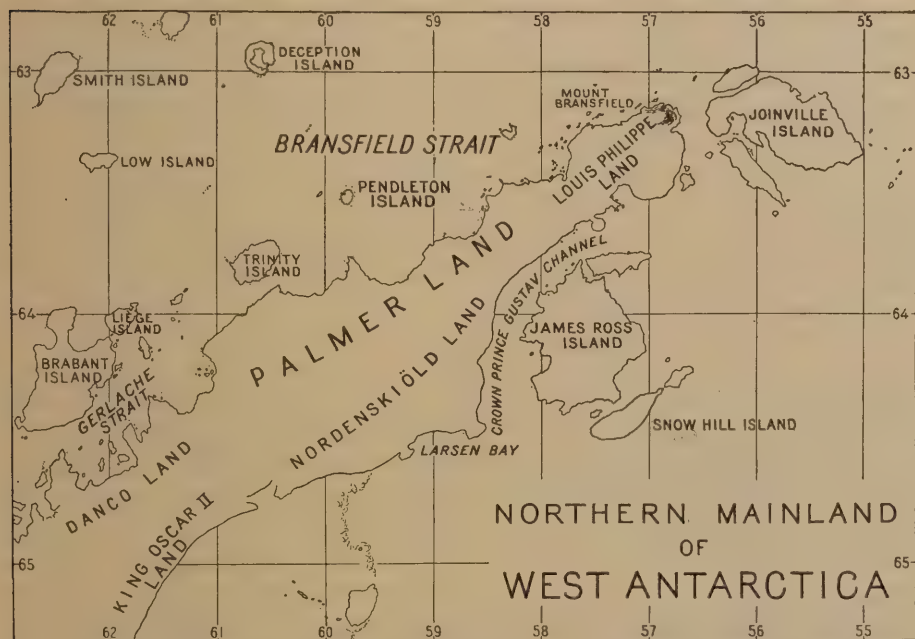 62
61
60
59
58
57
56
55
63
63
DECEPTION
ISLAND
SMITH ISLAND
MOUNT
BRANSFIELD
JOINVILLE
ISLAND
BRANSFIELD STRAIT
LOUIS PHILIPPE
LAND
LOW ISLAND
PENDLETON
ISLAND
TRINITY
ISLAND
PALMER LAND
CROWN PRINCE GUSTAV CHANNEL
64
64
LIÉGE
ISLAND
NORDENSKIÖLD LAND
JAMES ROSS
ISLAND
BRABANT
ISLAND
GERLACHE
STRAIT
SNOW HILL ISLAND
LARSEN BAY
DANCO LAND
KING OSCAR II
LAND
NORTHERN MAINLAND
OF
WEST ANTARCTICA
65
65
62
61
60
59
58
57
56
55